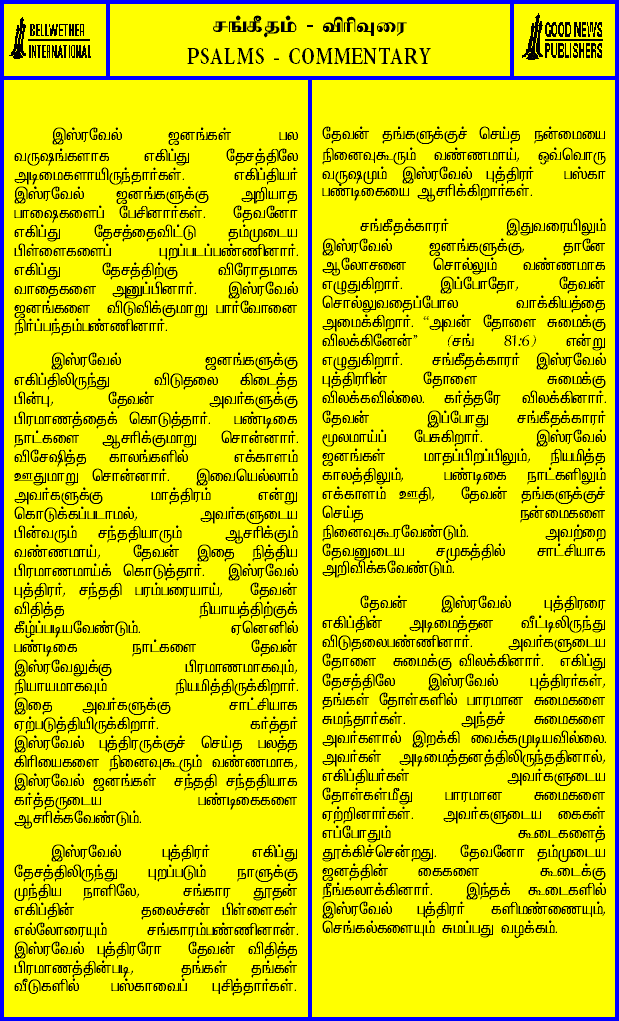 BELLWETHER
INTERNATIONAL
சங்கீதம் - விரிவுரை
PSALMS - COMMENTARY
GOOD NEWS
PUBLISHERS
இஸ்ரவேல் ஜனங்கள் பல
வருஷங்களாக எகிப்து தேசத்திலே
அடிமைகளாயிருந்தார்கள். எகிப்தியர்
இஸ்ரவேல் ஜனங்களுக்கு அறியாத
பாஷைகளைப் பேசினார்கள். தேவனோ
எகிப்து தேசத்தைவிட்டு தம்முடைய
பிள்ளைகளைப் புறப்படப்பண்ணினார்.
எகிப்து தேசத்திற்கு விரோதமாக
வாதைகளை அனுப்பினார். இஸ்ரவேல்
ஜனங்களை விடுவிக்குமாறு பார்வோனை
நிர்ப்பந்தம்பண்ணினார்.
இஸ்ரவேல் ஜனங்களுக்கு
எகிப்திலிருந்து விடுதலை கிடைத்த
பின்பு, தேவன் அவர்களுக்கு
பிரமாணத்தைக் கொடுத்தார். பண்டிகை
நாட்களை ஆசரிக்குமாறு சொன்னார்.
விசேஷித்த காலங்களில் எக்காளம்
ஊதுமாறு சொன்னார். இவையெல்லாம்
அவர்களுக்கு மாத்திரம் என்று
கொடுக்கப்படாமல், அவர்களுடைய
பின்வரும் சந்ததியாரும் ஆசரிக்கும்
வண்ணமாய், தேவன் இதை நித்திய
பிரமாணமாய்க் கொடுத்தார். இஸ்ரவேல்
புத்திரர், சந்ததி பரம்பரையாய், தேவன்
விதித்த நியாயத்திற்குக்
கீழ்ப்படியவேண்டும். ஏனெனில்
பண்டிகை நாட்களை தேவன்
இஸ்ரவேலுக்கு பிரமாணமாகவும்,
நியாயமாகவும் நியமித்திருக்கிறார்.
இதை அவர்களுக்கு சாட்சியாக
ஏற்படுத்தியிருக்கிறார். கர்த்தர்
இஸ்ரவேல் புத்திரருக்குச் செய்த பலத்த
கிரியைகளை நினைவுகூரும் வண்ணமாக,
இஸ்ரவேல் ஜனங்கள் சந்ததி சந்ததியாக
கர்த்தருடைய பண்டிகைகளை
ஆசரிக்கவேண்டும்.
இஸ்ரவேல் புத்திரர் எகிப்து
தேசத்திலிருந்து புறப்படும் நாளுக்கு
முந்திய நாளிலே, சங்கார தூதன்
எகிப்தின் தலைச்சன் பிள்ளைகள்
எல்லோரையும் சங்காரம்பண்ணினான்.
இஸ்ரவேல் புத்திரரோ தேவன் விதித்த
பிரமாணத்தின்படி, தங்கள் தங்கள்
வீடுகளில் பஸ்காவைப் புசித்தார்கள்.
தேவன் தங்களுக்குச் செய்த நன்மையை
நினைவுகூரும் வண்ணமாய், ஒவ்வொரு
வருஷமும் இஸ்ரவேல் புத்திரர் பஸ்கா
பண்டிகையை ஆசரிக்கிறார்கள்.
சங்கீதக்காரர் இதுவரையிலும்
இஸ்ரவேல் ஜனங்களுக்கு, தானே
ஆலோசனை சொல்லும் வண்ணமாக
எழுதுகிறார். இப்போதோ, தேவன்
சொல்லுவதைப்போல வாக்கியத்தை
அமைக்கிறார். “அவன் தோளை சுமைக்கு
விலக்கினேன்” (சங் 81:6) என்று
எழுதுகிறார். சங்கீதக்காரர் இஸ்ரவேல்
புத்திரரின் தோளை சுமைக்கு
விலக்கவில்லை. கர்த்தரே விலக்கினார்.
தேவன் இப்போது சங்கீதக்காரர்
மூலமாய்ப் பேசுகிறார். இஸ்ரவேல்
ஜனங்கள் மாதப்பிறப்பிலும், நியமித்த
காலத்திலும், பண்டிகை நாட்களிலும்
எக்காளம் ஊதி, தேவன் தங்களுக்குச்
செய்த நன்மைகளை
நினைவுகூரவேண்டும். அவற்றை
தேவனுடைய சமுகத்தில் சாட்சியாக
அறிவிக்கவேண்டும்.
தேவன் இஸ்ரவேல் புத்திரரை
எகிப்தின் அடிமைத்தன வீட்டிலிருந்து
விடுதலைபண்ணினார். அவர்களுடைய
தோளை சுமைக்கு விலக்கினார். எகிப்து
தேசத்திலே இஸ்ரவேல் புத்திரர்கள்,
தங்கள் தோள்களில் பாரமான சுமைகளை
சுமந்தார்கள். அந்தச் சுமைகளை
அவர்களால் இறக்கி வைக்கமுடியவில்லை.
அவர்கள் அடிமைத்தனத்திலிருந்ததினால்,
எகிப்தியர்கள் அவர்களுடைய
தோள்கள்மீது பாரமான சுமைகளை
ஏற்றினார்கள். அவர்களுடைய கைகள்
எப்போதும் கூடைகளைத்
தூக்கிச்சென்றது. தேவனோ தம்முடைய
ஜனத்தின் கைகளை கூடைக்கு
நீங்கலாக்கினார். இந்தக் கூடைகளில்
இஸ்ரவேல் புத்திரர் களிமண்ணையும்,
செங்கல்களையும் சுமப்பது வழக்கம்.